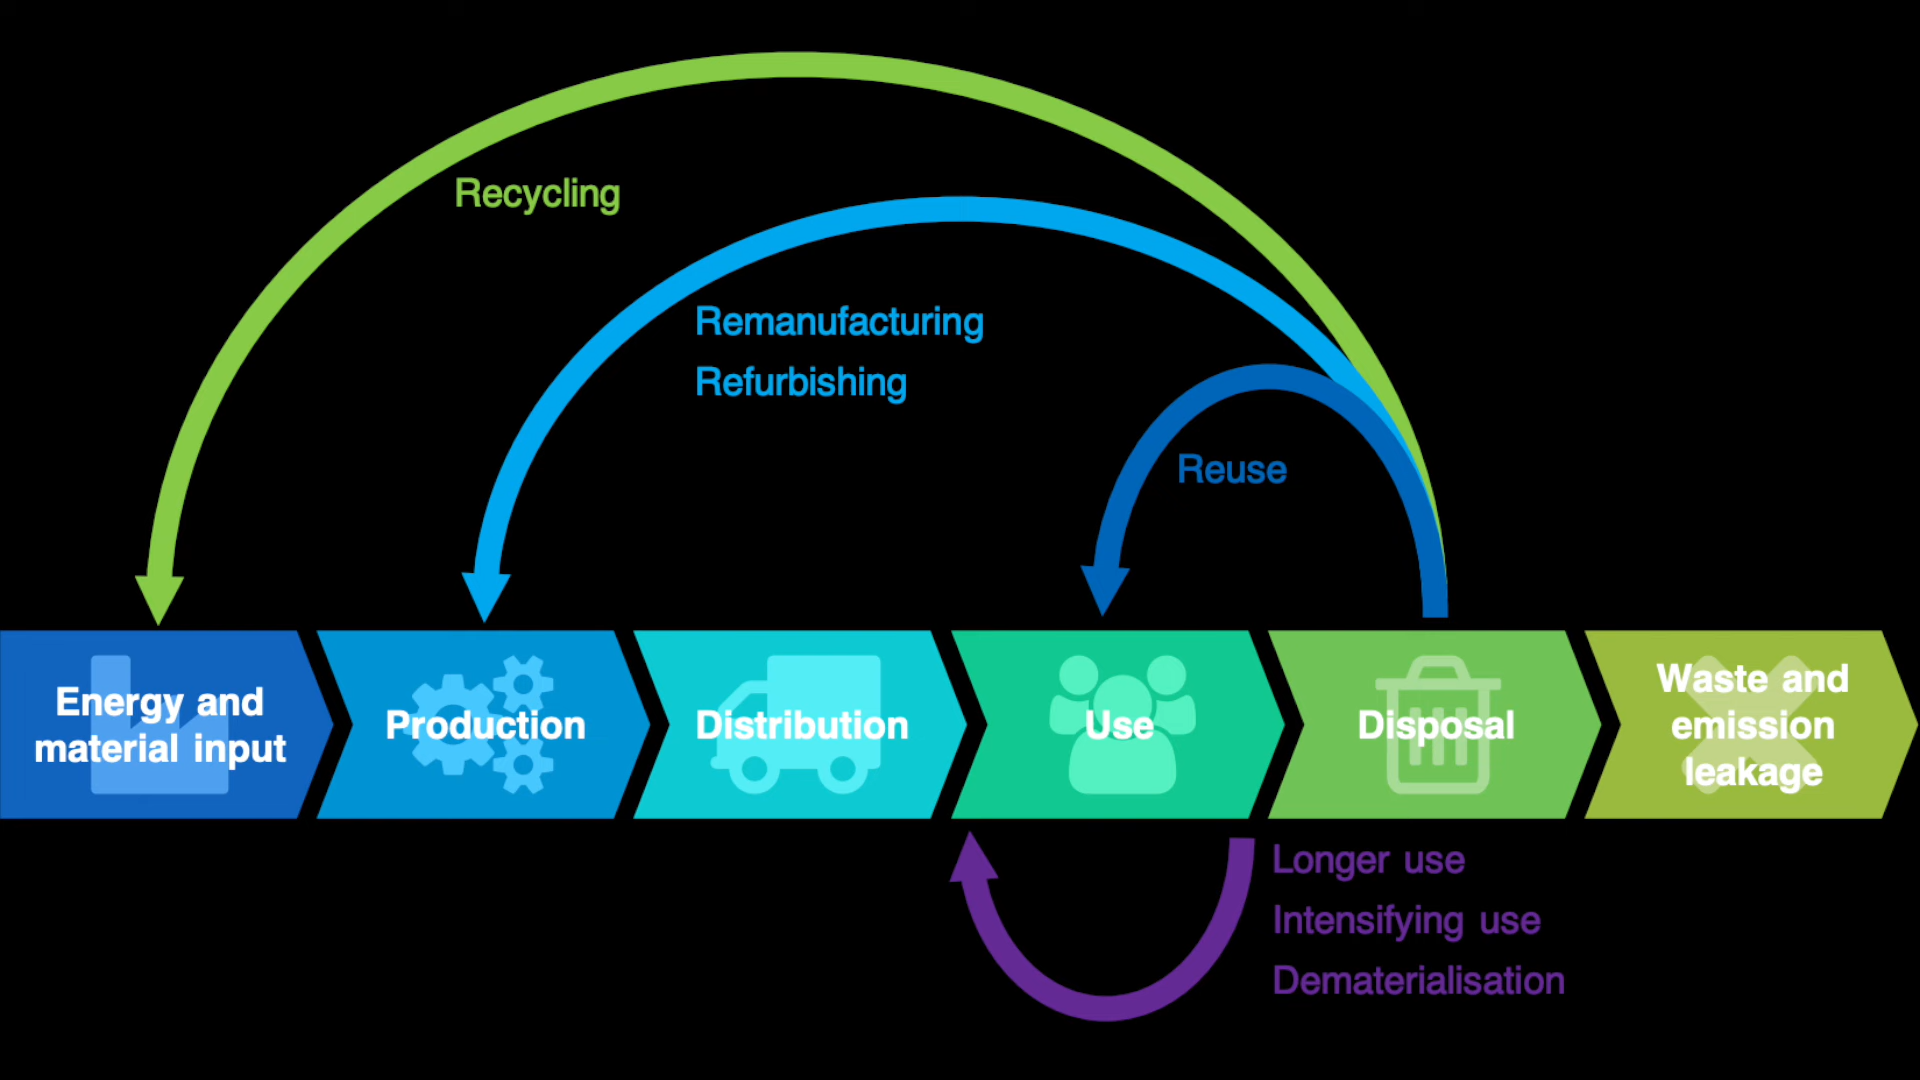 Recycling
Remanufacturing
Refurbishing
Reuse
Energy and
material input
Production
Distribution
Use
Disposal
Waste and
emission
leakage
Longer use
Intensifying use
Dematerialisation